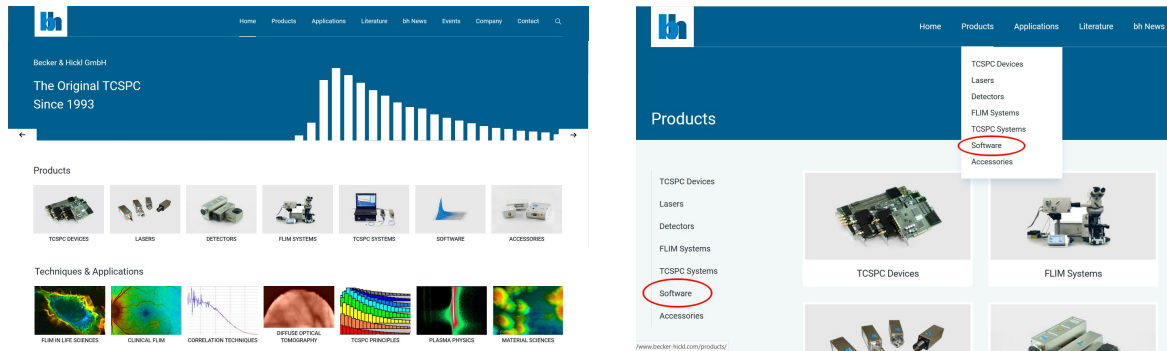 bh
Home Products Applications Literature bh News Events Company Contact
Becker & Hickl GmbH
The Original TCSPC
Since 1993
Products
TCSPC DEVICES LASERS DETECTORS FLIM SYSTEMS TCSPC SYSTEMS SOFTWARE ACCESSORIES
Techniques & Applications
FLIM IN LIFE SCIENCES CLINICAL FLIM CORRELATION TECHNIQUES DIFFUSE OPTICAL TOMOGRAPHY TCSPC PRINCIPLES PLASMA PHYSICS MATERIAL SCIENCES
bh
Home Products Applications Literature bh News
TCSPC Devices
Lasers
Detectors
FLIM Systems
TCSPC Systems
Software
Accessories
Products
TCSPC Devices
Lasers
Detectors
FLIM Systems
TCSPC Systems
Software
Accessories
TCSPC Devices FLIM Systems
/www.becker-hickl.com/products/